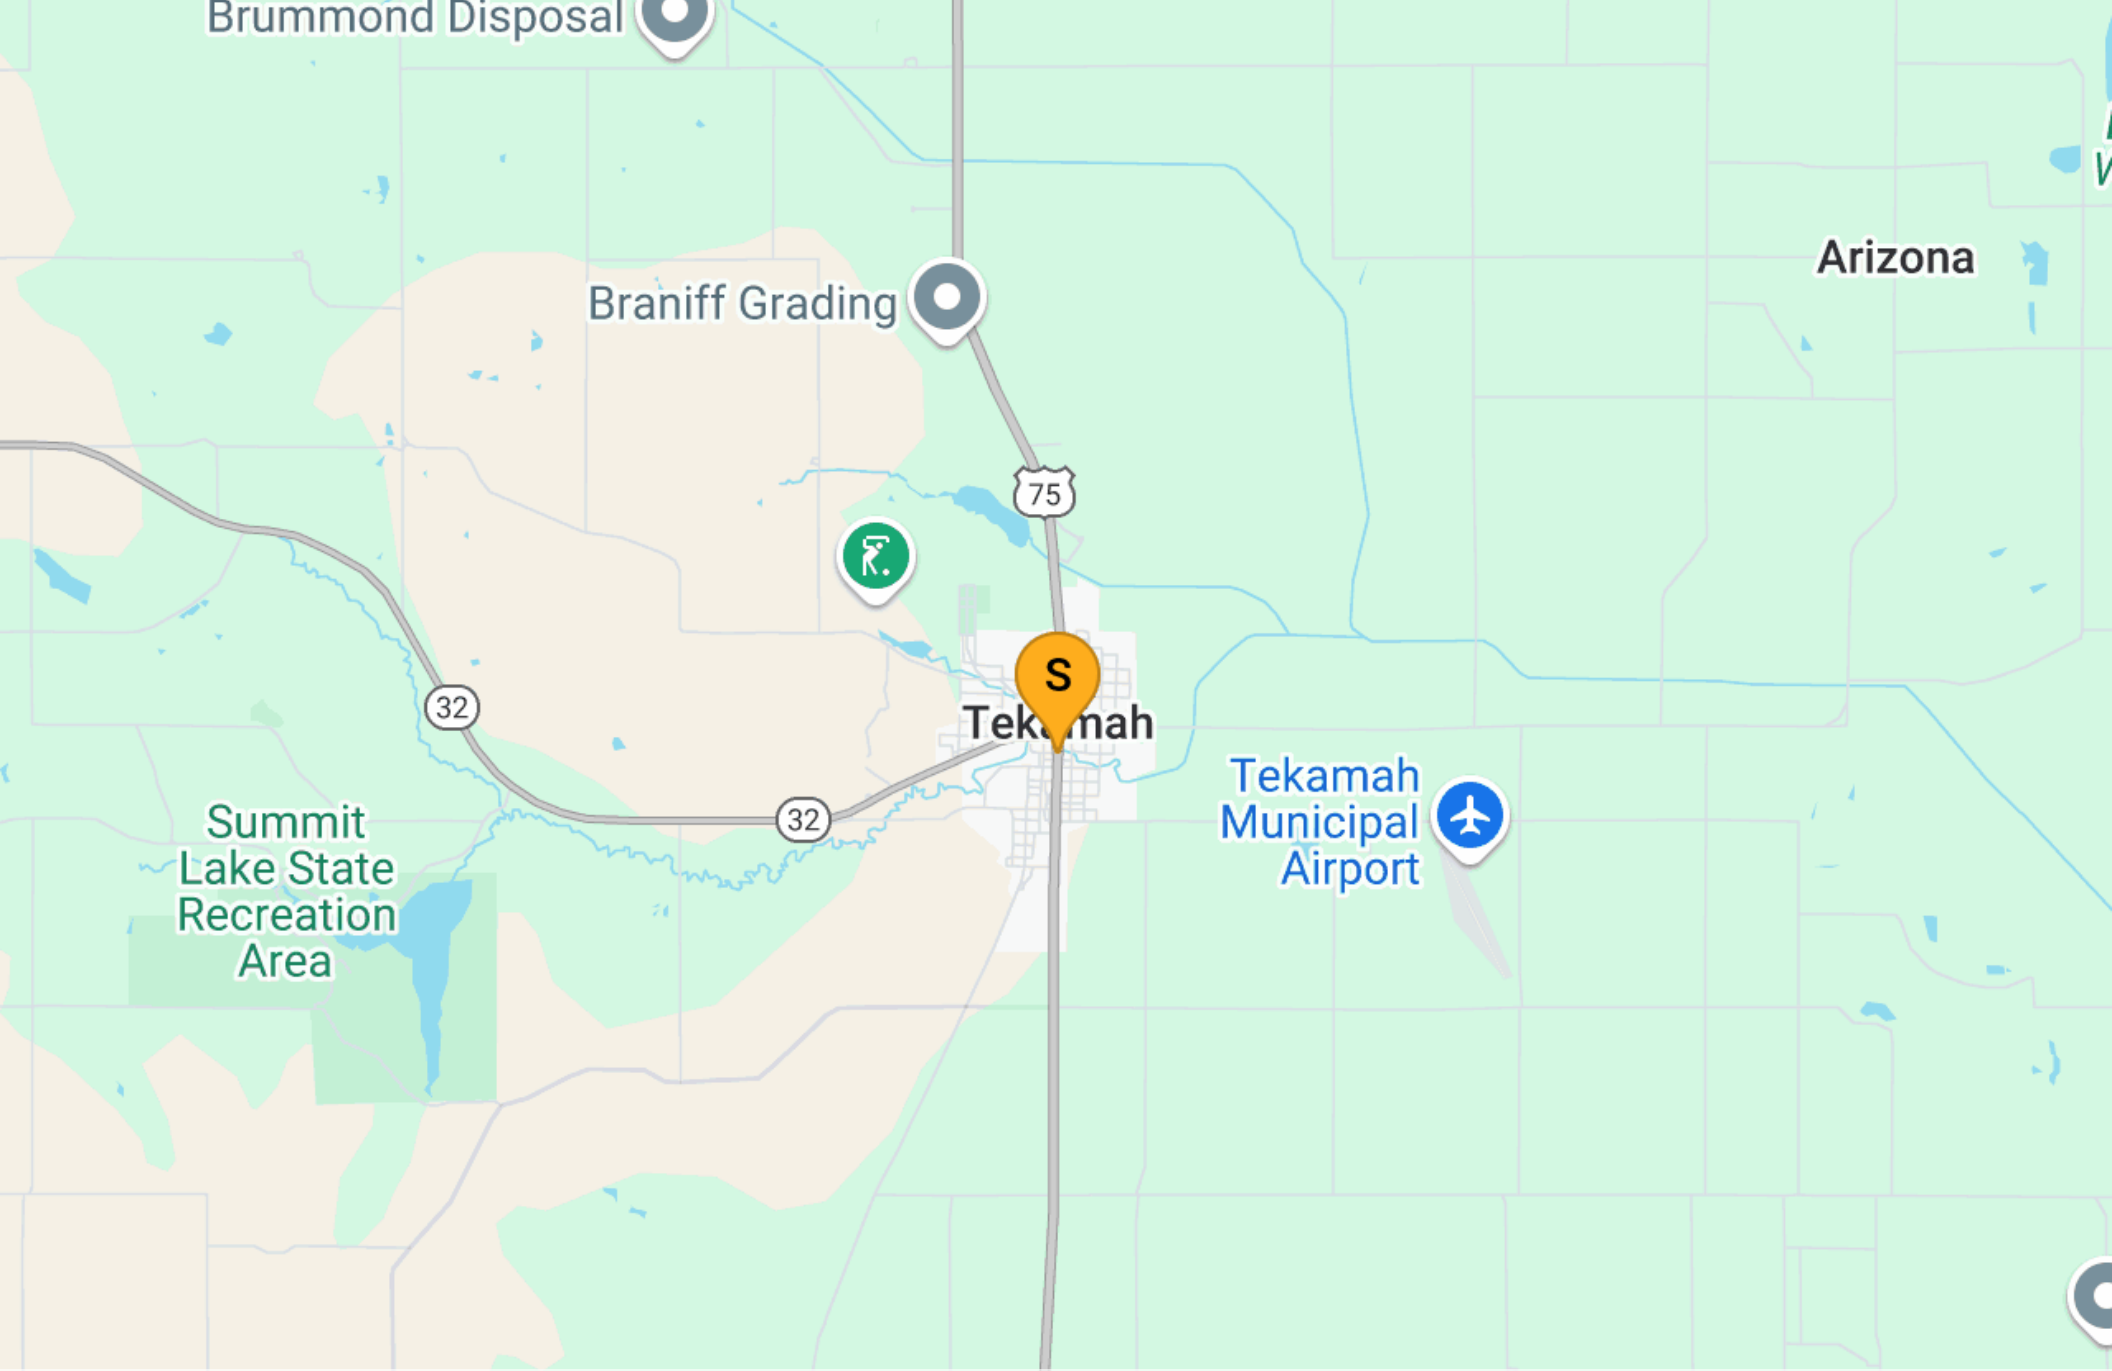 Brummond Disposal
W
Arizona
Braniff Grading
75
32
S
Tekamah
Tekamah
Municipal
Airport
32
Summit
Lake State
Recreation
Area